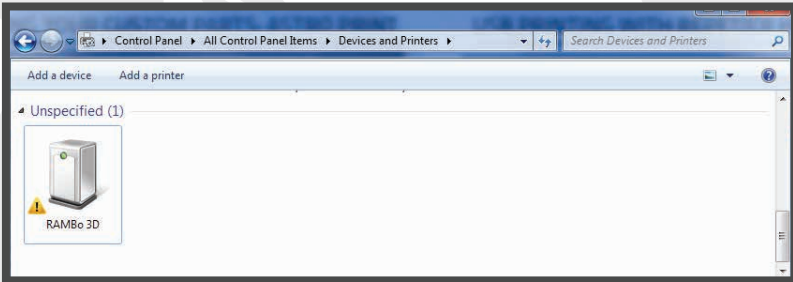 Control Panel ▸ All Control Panel Items ▸ Devices and Printers ▸ Search Devices and Printers
Add a device Add a printer
Unspecified (1)
RAMBo 3D